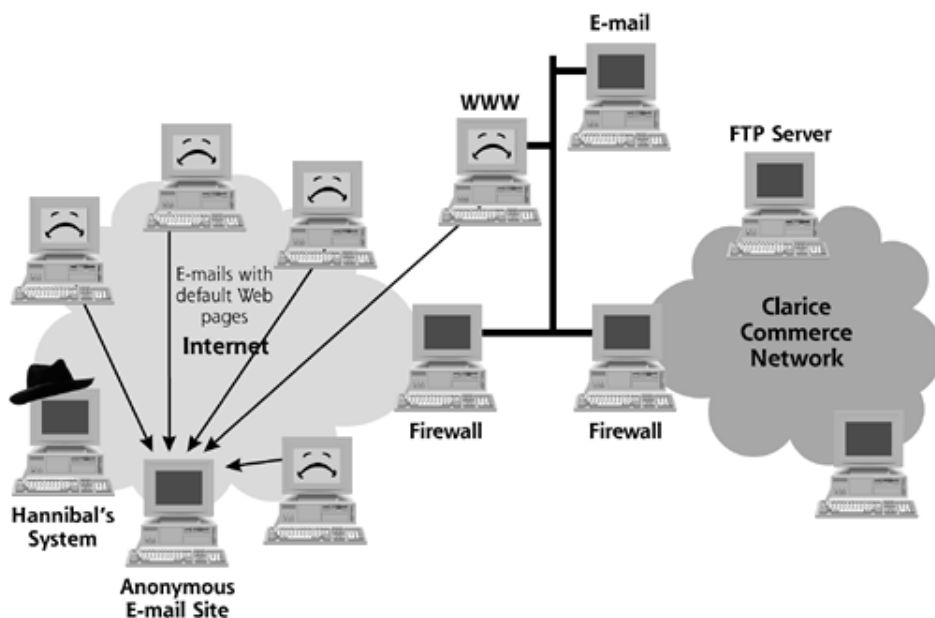 E-mail
WWW
FTP Server
E-mails with
default Web
pages
Internet
Clarice
Commerce
Network
Firewall
Firewall
Hannibal's
System
Anonymous
E-mail Site